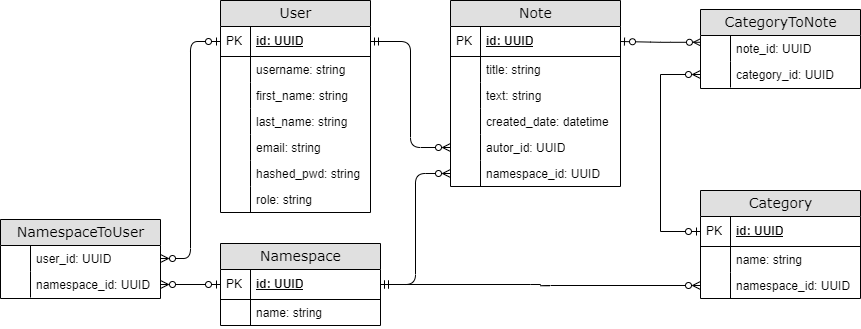 User
PK id: UUID
username: string
first_name: string
last_name: string
email: string
hashed_pwd: string
role: string
Note
PK id: UUID
title: string
text: string
created_date: datetime
autor_id: UUID
namespace_id: UUID
CategoryToNote
note_id: UUID
category_id: UUID
NamespaceToUser
user_id: UUID
namespace_id: UUID
Namespace
PK id: UUID
name: string
Category
PK id: UUID
name: string
namespace_id: UUID